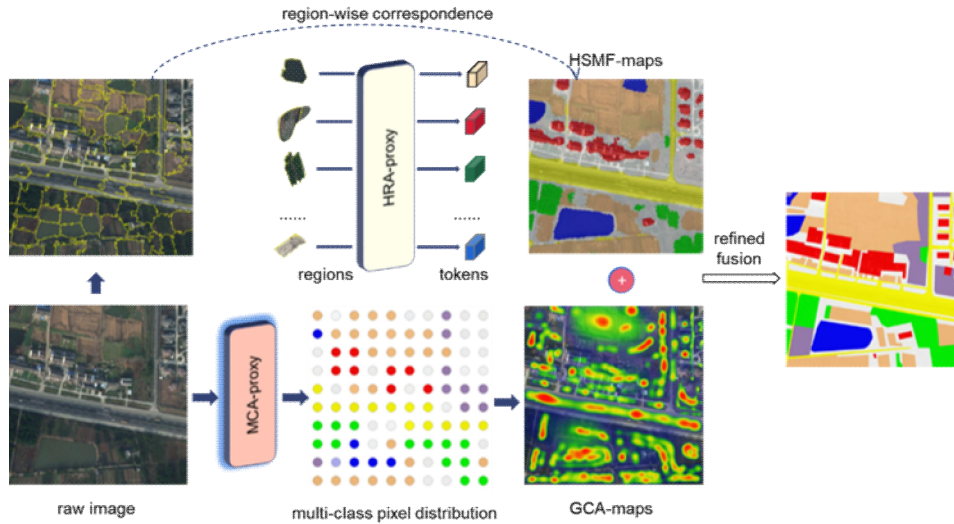 region-wise correspondence
HSMF-maps
HRA-proxy
......
......
regions
tokens
refined
fusion
MCA-proxy
raw image
multi-class pixel distribution
GCA-maps
+